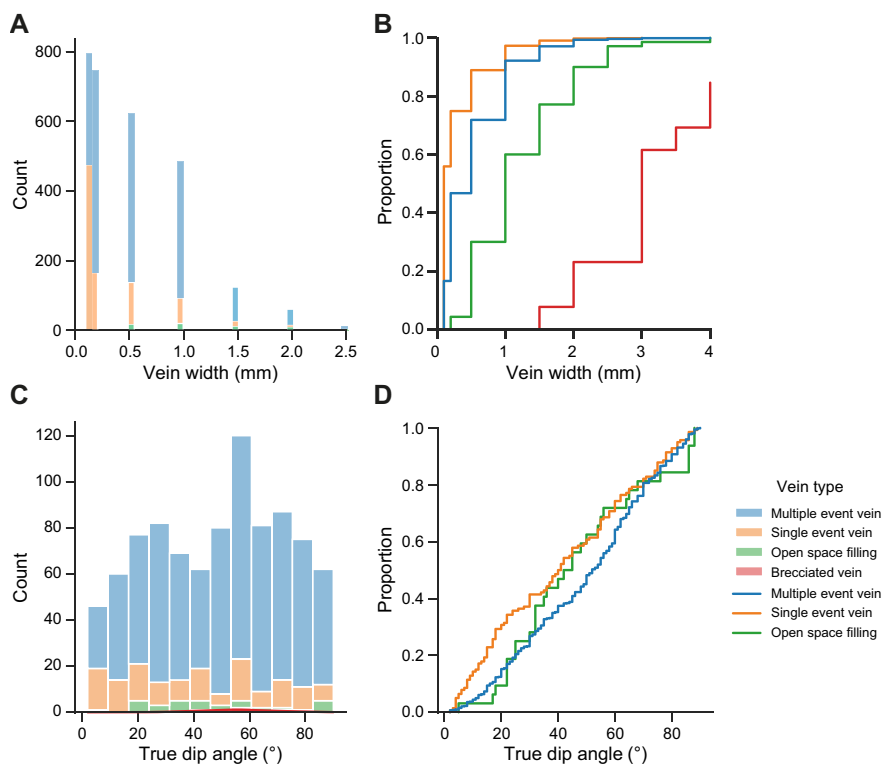 A
Count
800
600
400
200
0
0.0 0.5 1.0 1.5 2.0 2.5
Vein width (mm)
B
Proportion
1.0
0.8
0.6
0.4
0.2
0.0
0 1 2 3 4
Vein width (mm)
C
Count
120
100
80
60
40
20
0
0 20 40 60 80
True dip angle (°)
D
Proportion
1.0
0.8
0.6
0.4
0.2
0.0
0 20 40 60 80
True dip angle (°)
Vein type
Multiple event vein
Single event vein
Open space filling
Brecciated vein
Multiple event vein
Single event vein
Open space filling